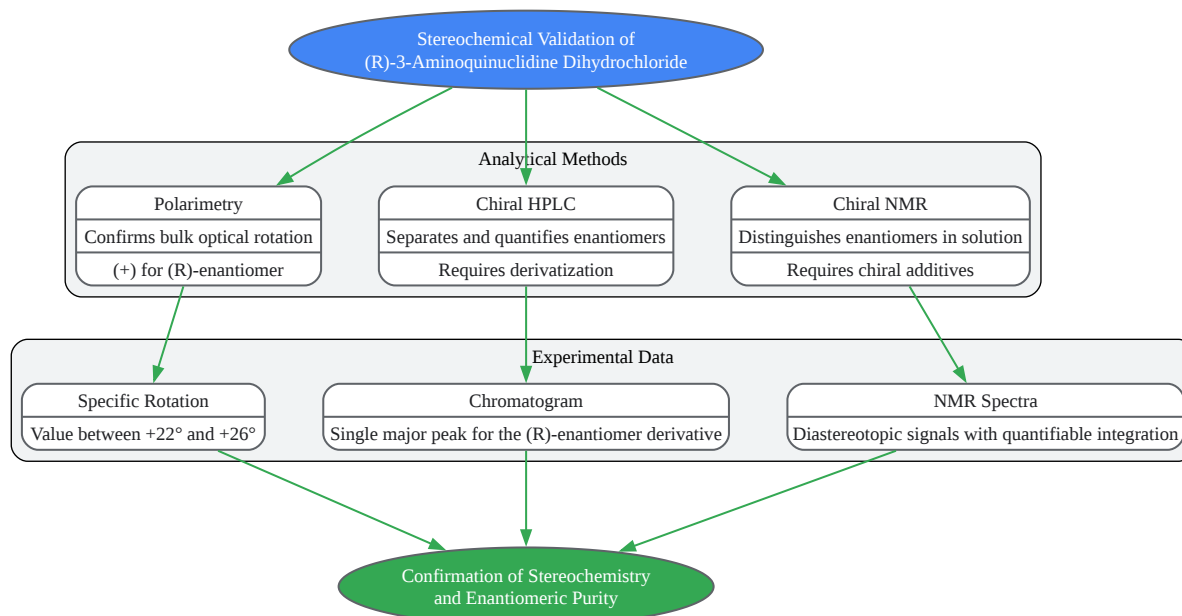 Stereochemical Validation of
(R)-3-Aminoquinuclidine Dihydrochloride
Analytical Methods
Polarimetry
Confirms bulk optical rotation
(+) for (R)-enantiomer
Chiral HPLC
Separates and quantifies enantiomers
Requires derivatization
Chiral NMR
Distinguishes enantiomers in solution
Requires chiral additives
Experimental Data
Specific Rotation
Value between +22° and +26°
Chromatogram
Single major peak for the (R)-enantiomer derivative
NMR Spectra
Diastereotopic signals with quantifiable integration
Confirmation of Stereochemistry
and Enantiomeric Purity